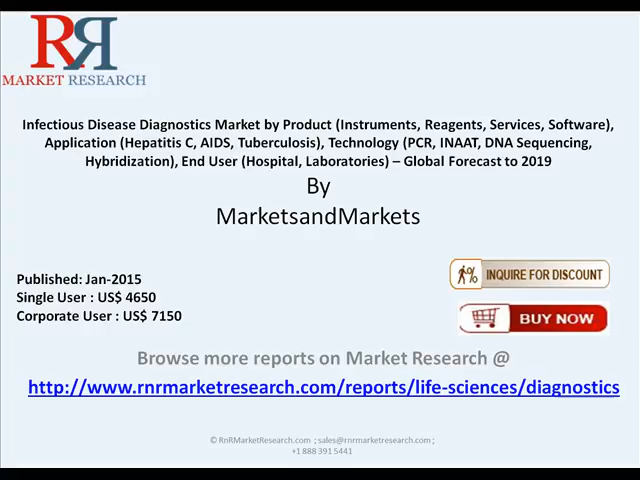 RR
MARKET RESEARCH
Infectious Disease Diagnostics Market by Product (Instruments, Reagents, Services, Software),
Application (Hepatitis C, AIDS, Tuberculosis), Technology (PCR, INAAT, DNA Sequencing,
Hybridization), End User (Hospital, Laboratories) – Global Forecast to 2019
By
MarketsandMarkets
Published: Jan-2015
Single User : US$ 4650
Corporate User : US$ 7150
INQUIRE FOR DISCOUNT
BUY NOW
Browse more reports on Market Research @
http://www.rnrmarketresearch.com/reports/life-sciences/diagnostics
© RnRMarketResearch.com ; sales@rnrmarketresearch.com ;
+1 888 391 5441